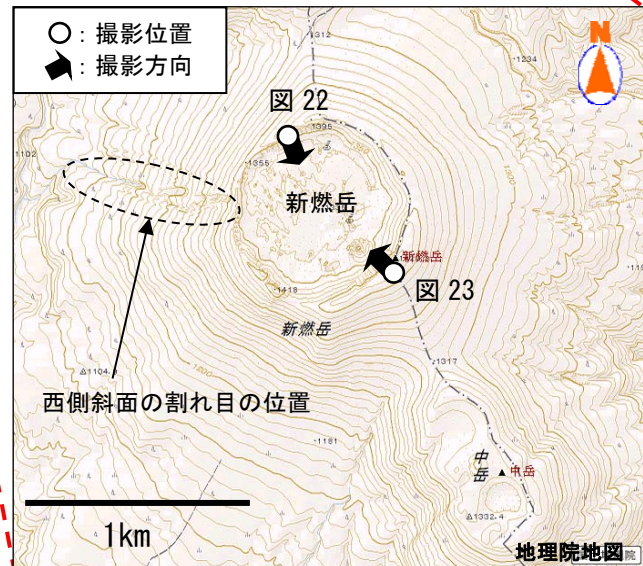 ○：撮影位置
：撮影方向
N
1312
1234
図 22
1395
1102
1355
新燃岳
新燃岳
図 23
1418
新燃岳
1317
△1104.
西側斜面の割れ目の位置
1181
中岳
▲中岳
△1332.4
1km
地理院地図